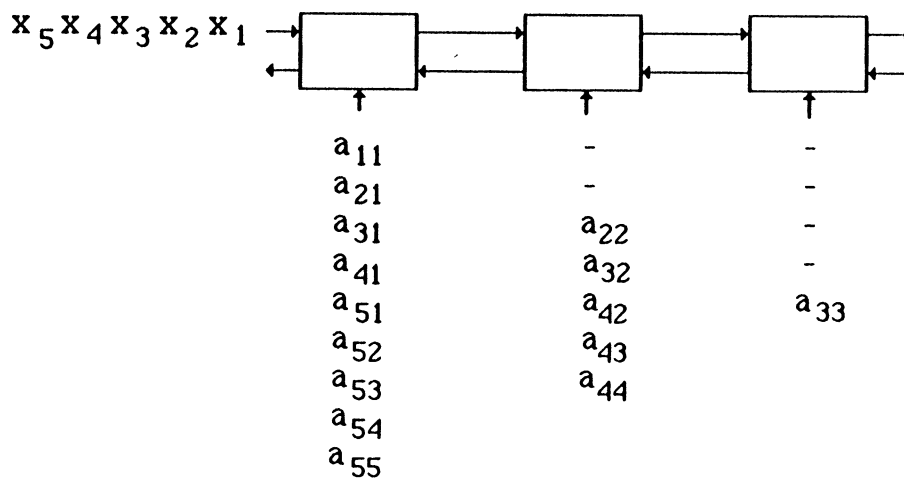 x₅x₄x₃x₂x₁
a₁₁ - -
a₂₁ - -
a₃₁ a₂₂ -
a₄₁ a₃₂ -
a₅₁ a₄₂ a₃₃
a₅₂ a₄₃
a₅₃ a₄₄
a₅₄
a₅₅